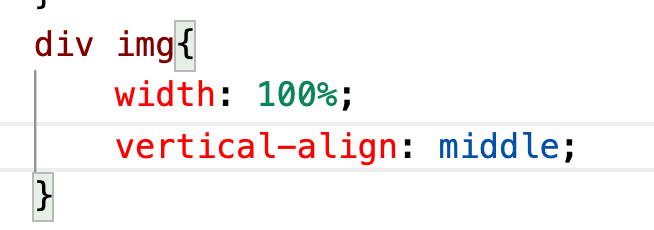 }
div img{
width: 100%;
vertical-align: middle;
}